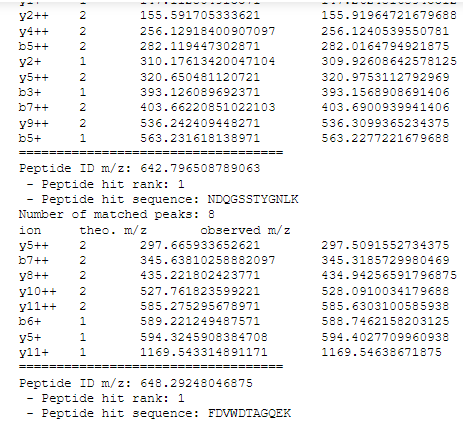 y2++ 2 155.591705333621 155.91964721679688
y4++ 2 256.12918400907097 256.1240539550781
b5++ 2 282.119447302871 282.0164794921875
y2+ 1 310.17613420047104 309.92608642578125
y5++ 2 320.650481120721 320.9753112792969
b3+ 1 393.126089692371 393.1568908691406
b7++ 2 403.66220851022103 403.6900939941406
y9++ 2 536.242409448271 536.3099365234375
b5+ 1 563.231618138971 563.2277221679688
==================================
Peptide ID m/z: 642.796508789063
- Peptide hit rank: 1
- Peptide hit sequence: NDQGSSTYGNLK
Number of matched peaks: 8
ion theo. m/z observed m/z
y5++ 2 297.665933652621 297.5091552734375
b7++ 2 345.63810258882097 345.3185729980469
y8++ 2 435.221802423771 434.94256591796875
y10++ 2 527.761823599221 528.0910034179688
y11++ 2 585.275295678971 585.6303100585938
b6+ 1 589.221249487571 588.7462158203125
y5+ 1 594.3245908384708 594.4027709960938
y11+ 1 1169.543314891171 1169.54638671875
==================================
Peptide ID m/z: 648.29248046875
- Peptide hit rank: 1
- Peptide hit sequence: FDVWDTAGQEK